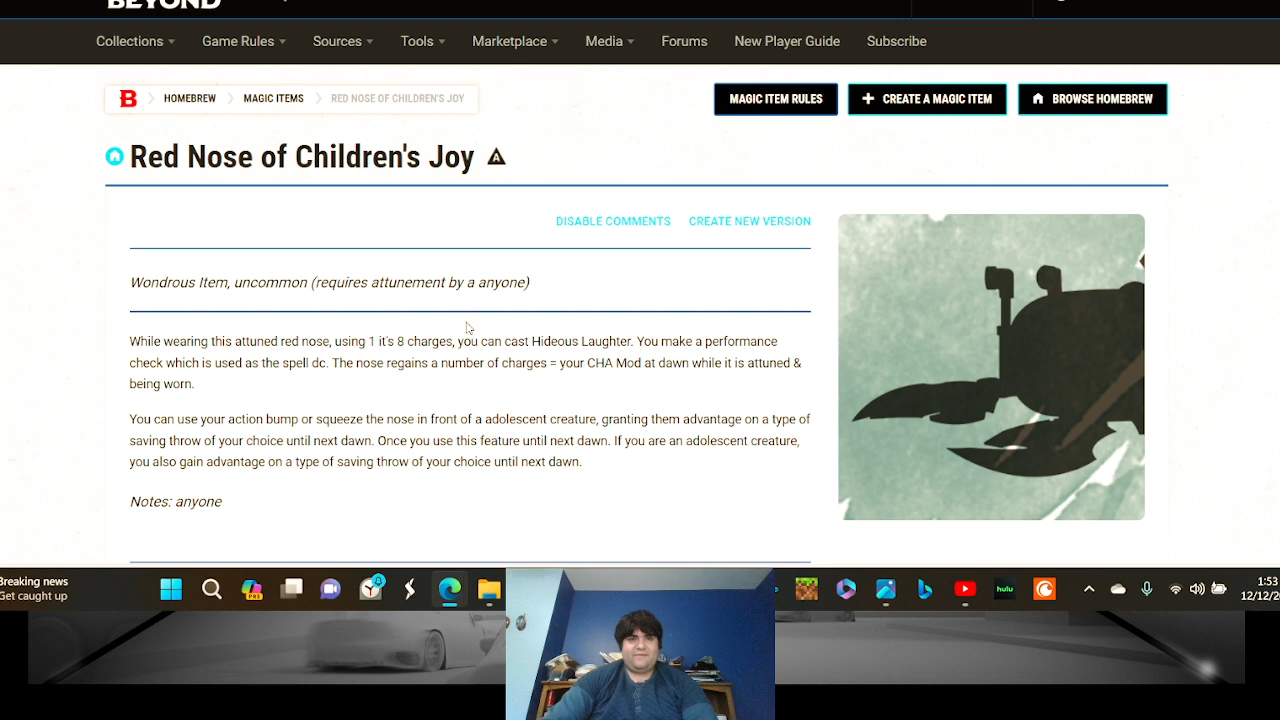 BEYOND
Collections Game Rules Sources Tools Marketplace Media Forums New Player Guide Subscribe
B HOMEBREW MAGIC ITEMS RED NOSE OF CHILDREN'S JOY
MAGIC ITEM RULES + CREATE A MAGIC ITEM BROWSE HOMEBREW
Red Nose of Children's Joy A
DISABLE COMMENTS CREATE NEW VERSION
Wondrous Item, uncommon (requires attunement by a anyone)
While wearing this attuned red nose, using 1 it's 8 charges, you can cast Hideous Laughter. You make a performance
check which is used as the spell dc. The nose regains a number of charges = your CHA Mod at dawn while it is attuned &
being worn.
You can use your action bump or squeeze the nose in front of a adolescent creature, granting them advantage on a type of
saving throw of your choice until next dawn. Once you use this feature until next dawn. If you are an adolescent creature,
you also gain advantage on a type of saving throw of your choice until next dawn.
Notes: anyone
Breaking news
Get caught up
PRE
hulu
1:53
12/12/2